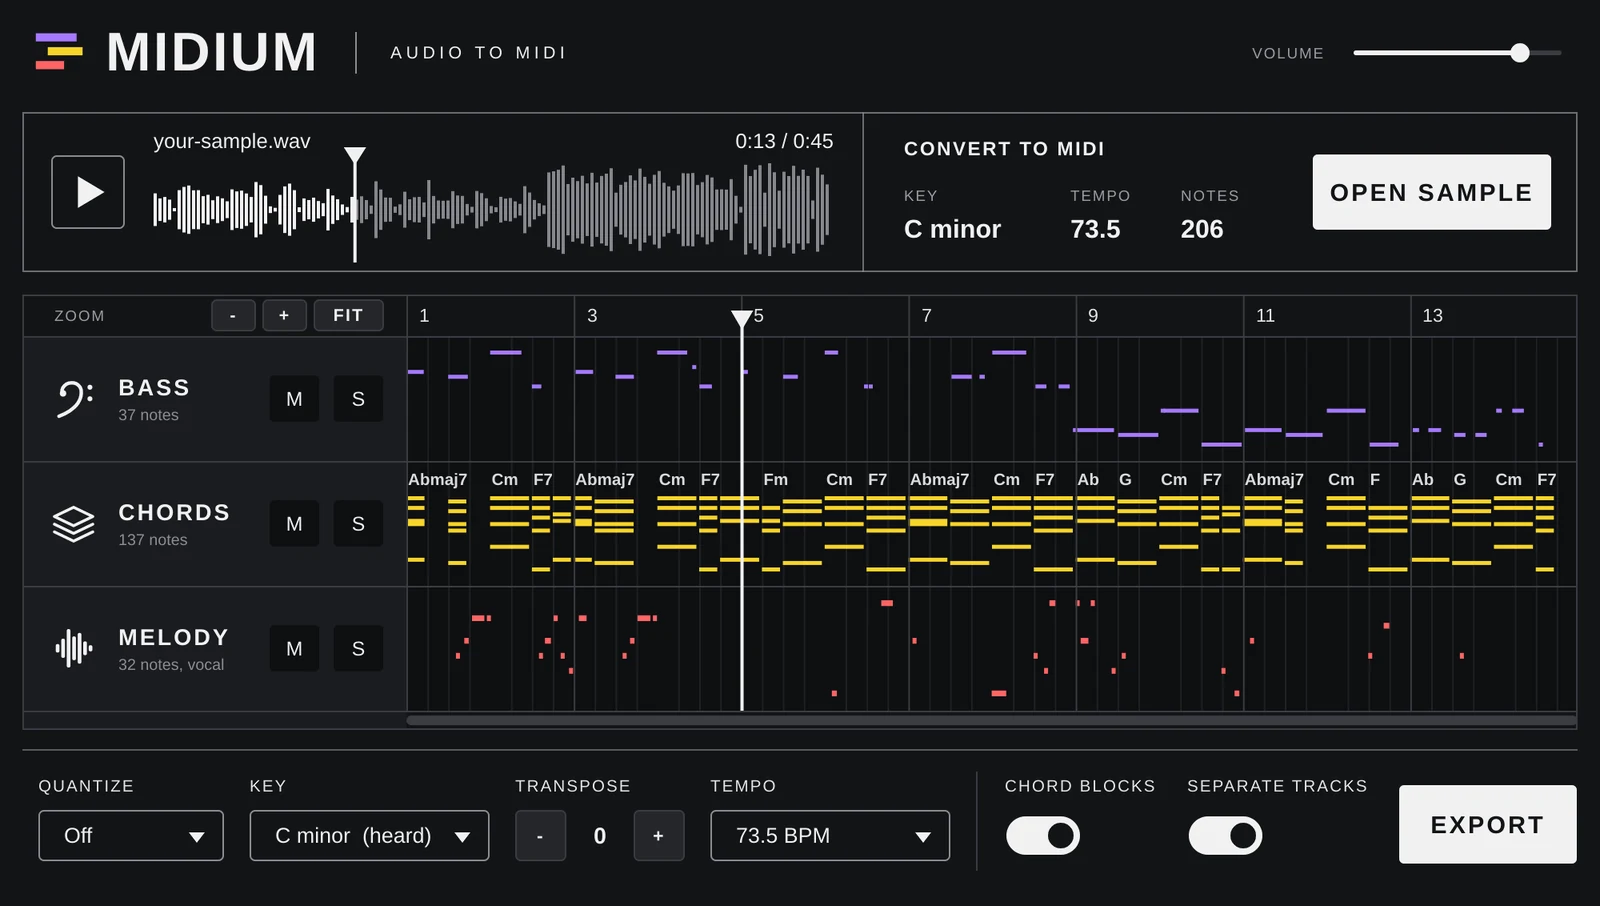 MIDIUM
AUDIO TO MIDI
VOLUME
your-sample.wav
0:13 / 0:45
CONVERT TO MIDI
KEY TEMPO NOTES
C minor 73.5 206
OPEN SAMPLE
ZOOM - + FIT
1 3 5 7 9 11 13
BASS
37 notes
M S
Abmaj7 Cm F7 Abmaj7 Cm F7 Fm Cm F7 Abmaj7 Cm F7 Ab G Cm F7 Abmaj7 Cm F Ab G Cm F7
CHORDS
137 notes
M S
MELODY
32 notes, vocal
M S
QUANTIZE KEY TRANSPOSE TEMPO CHORD BLOCKS SEPARATE TRACKS
Off C minor (heard) - 0 + 73.5 BPM
EXPORT